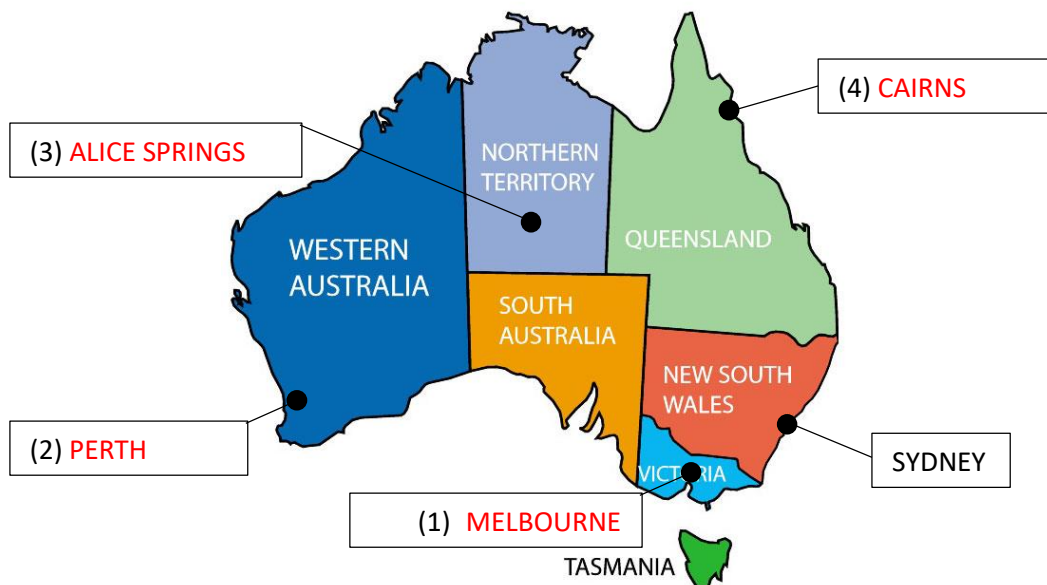 (4) CAIRNS
(3) ALICE SPRINGS
NORTHERN
TERRITORY
QUEENSLAND
WESTERN
AUSTRALIA
SOUTH
AUSTRALIA
NEW SOUTH
WALES
(2) PERTH
SYDNEY
VICTORIA
(1) MELBOURNE
TASMANIA